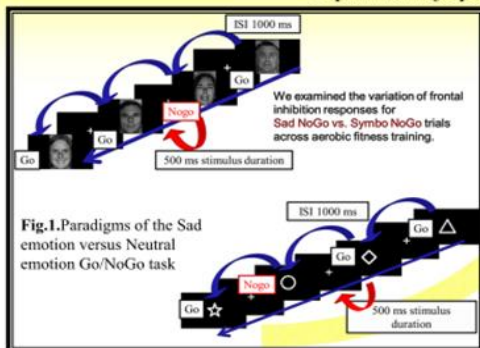 ISI 1000 ms
Go
Nogo
Go
Go
500 ms stimulus duration
We examined the variation of frontal
inhibition responses for
Sad NoGo vs. Symbo NoGo trials
across aerobic fitness training.
Fig.1.Paradigms of the Sad
emotion versus Neutral
emotion Go/NoGo task
ISI 1000 ms
Go
Go
Nogo
Go
500 ms stimulus
duration